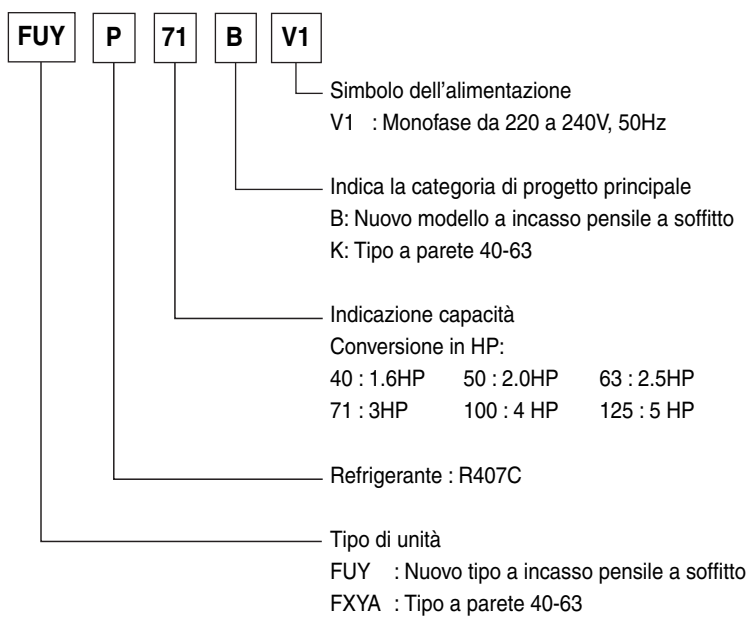 FUY P 71 B V1
Simbolo dell'alimentazione
V1 : Monofase da 220 a 240V, 50Hz
Indica la categoria di progetto principale
B: Nuovo modello a incasso pensile a soffitto
K: Tipo a parete 40-63
Indicazione capacità
Conversione in HP:
40 : 1.6HP 50 : 2.0HP 63 : 2.5HP
71 : 3HP 100 : 4 HP 125 : 5 HP
Refrigerante : R407C
Tipo di unità
FUY : Nuovo tipo a incasso pensile a soffitto
FXYA : Tipo a parete 40-63